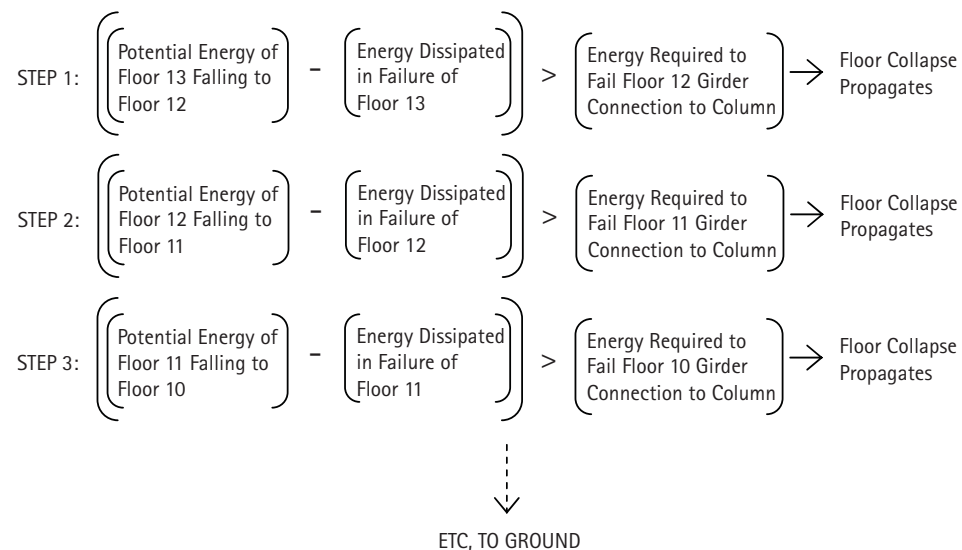 STEP 1:
Potential Energy of
Floor 13 Falling to
Floor 12
-
Energy Dissipated
in Failure of
Floor 13
>
Energy Required to
Fail Floor 12 Girder
Connection to Column
Floor Collapse
Propagates
STEP 2:
Potential Energy of
Floor 12 Falling to
Floor 11
-
Energy Dissipated
in Failure of
Floor 12
>
Energy Required to
Fail Floor 11 Girder
Connection to Column
Floor Collapse
Propagates
STEP 3:
Potential Energy of
Floor 11 Falling to
Floor 10
-
Energy Dissipated
in Failure of
Floor 11
>
Energy Required to
Fail Floor 10 Girder
Connection to Column
Floor Collapse
Propagates
ETC, TO GROUND